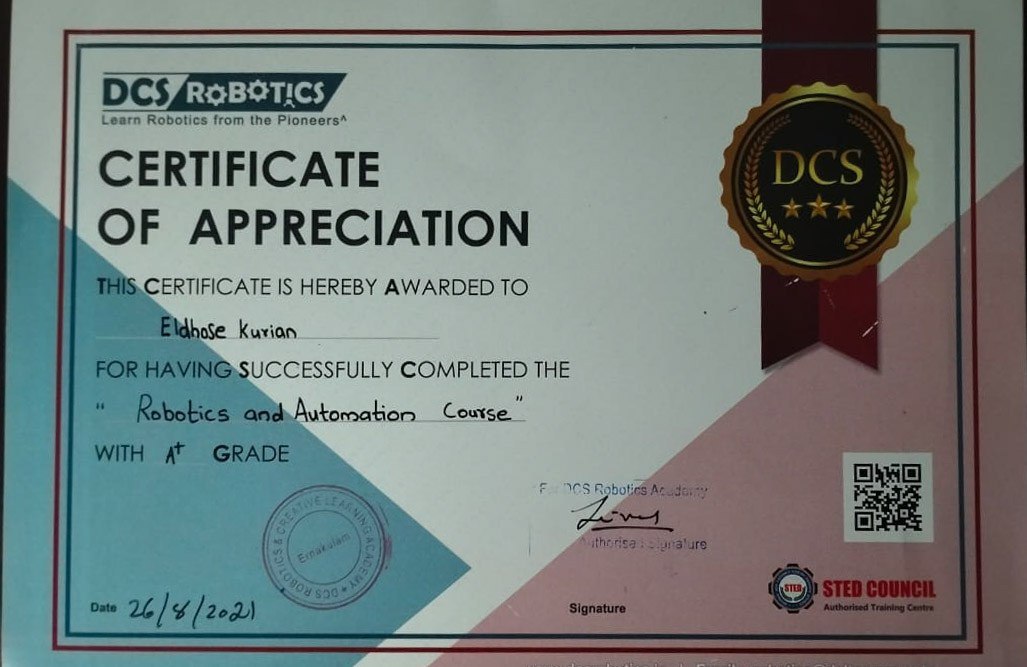 DCS ROBOTICS
Learn Robotics from the Pioneers^
CERTIFICATE
OF APPRECIATION
DCS
THIS CERTIFICATE IS HEREBY AWARDED TO
Eldhose Kurian
FOR HAVING SUCCESSFULLY COMPLETED THE
" Robotics and Automation Course"
WITH A+ GRADE
For DCS Robotics Academy
Authorised Signature
DCS ROBOTICS & CREATIVE LEARNING ACADEMY
Ernakulam
Date 26/8/2021
Signature
STED
STED COUNCIL
Authorised Training Centre